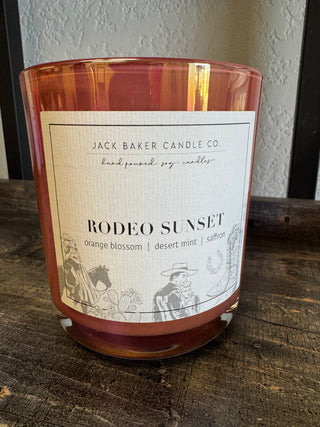 JACK BAKER CANDLE CO.
hand poured soy candles
RODEO SUNSET
orange blossom | desert mint | saffron